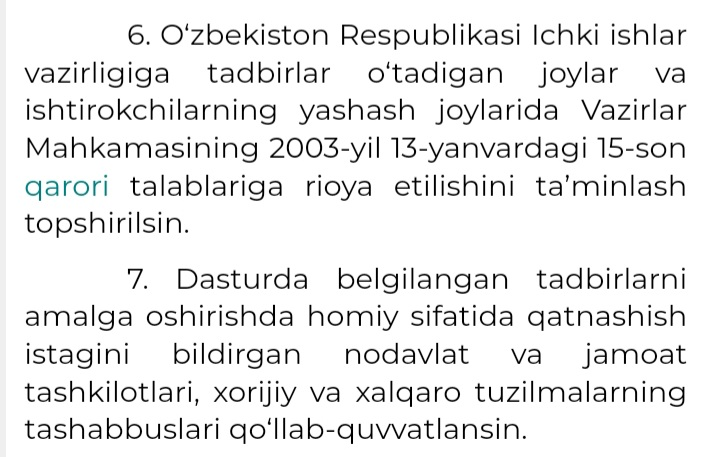 6. O‘zbekiston Respublikasi Ichki ishlar
vazirligiga tadbirlar o‘tadigan joylar va
ishtirokchilarning yashash joylarida Vazirlar
Mahkamasining 2003-yil 13-yanvardagi 15-son
qarori talablariga rioya etilishini ta’minlash
topshirilsin.
7. Dasturda belgilangan tadbirlarni
amalga oshirishda homiy sifatida qatnashish
istagini bildirgan nodavlat va jamoat
tashkilotlari, xorijiy va xalqaro tuzilmalarning
tashabbuslari qo‘llab-quvvatlansin.